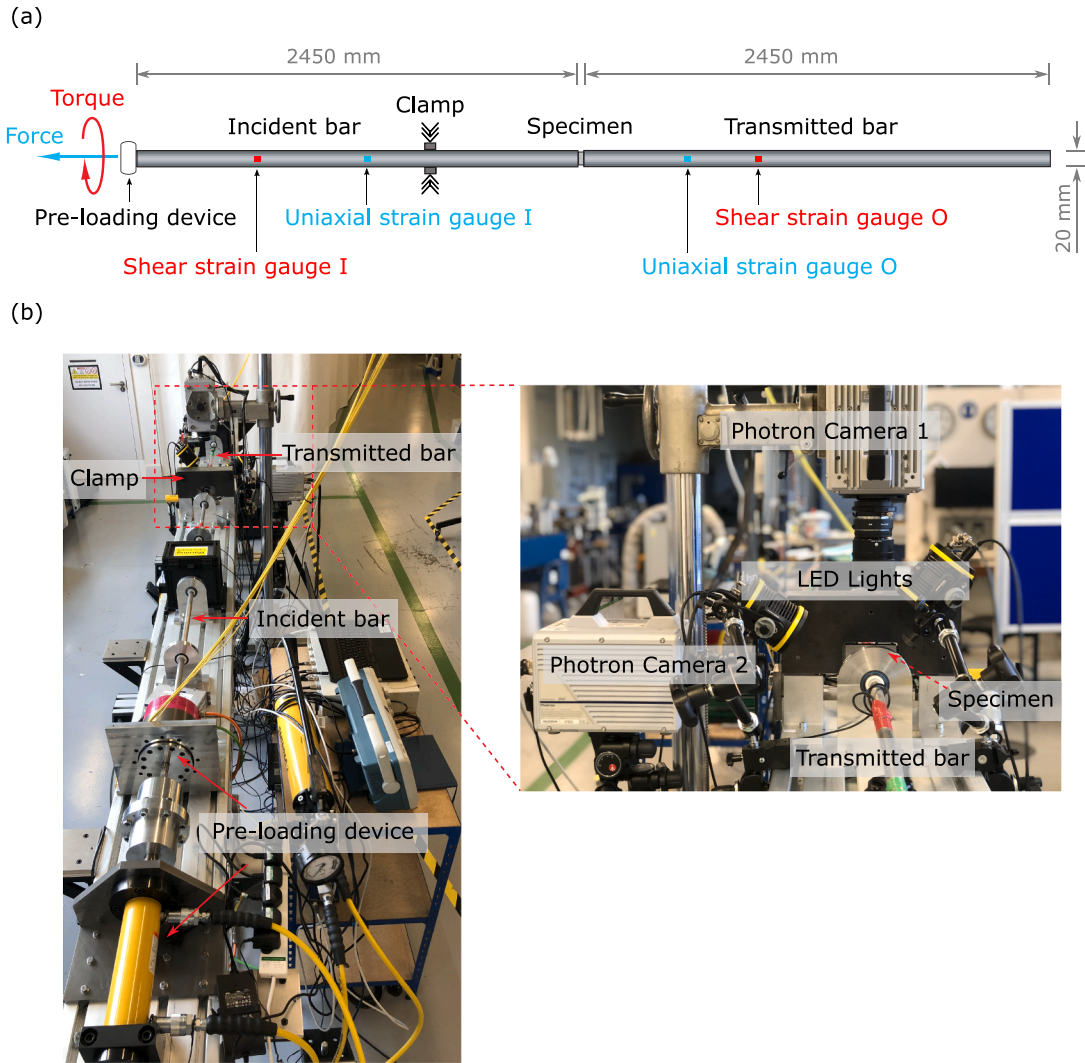 (a)
2450 mm
2450 mm
Torque
Force
Clamp
Incident bar
Specimen
Transmitted bar
Pre-loading device
Uniaxial strain gauge I
Shear strain gauge O
20 mm
Shear strain gauge I
Uniaxial strain gauge O
(b)
Transmitted bar
Clamp
Incident bar
Pre-loading device
Photron Camera 1
LED Lights
Photron Camera 2
Specimen
Transmitted bar